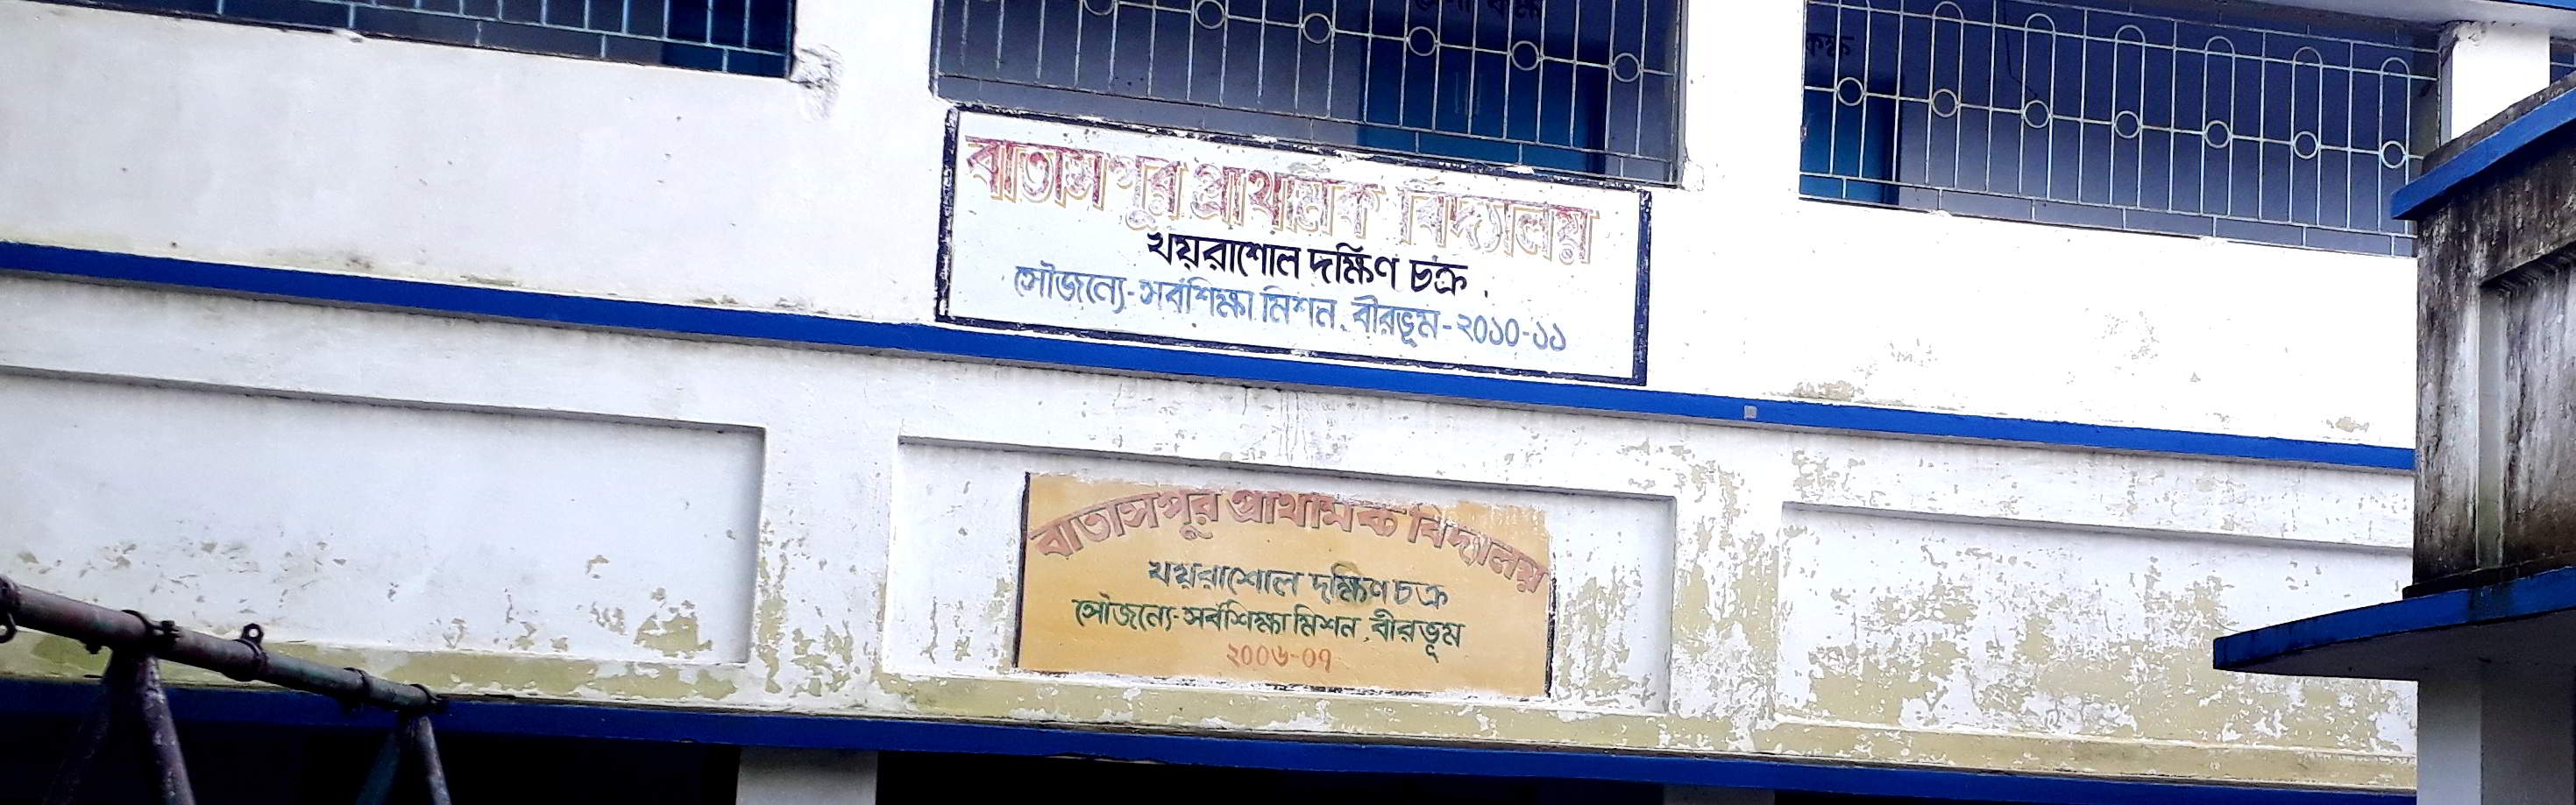 কক্ষ
বাতাসপুর প্রাথমিক বিদ্যালয়
খয়রাশোল দক্ষিণ চক্র.
সৌজন্যে-সর্বশিক্ষা মিশন, বীরভূম-২০১০-১১
বাতাসপুর প্রাথমিক বিদ্যালয়
খয়রাশোল দক্ষিণ চক্র
সৌজন্যে-সর্বশিক্ষা মিশন, বীরভূম
২০০৬-০৭